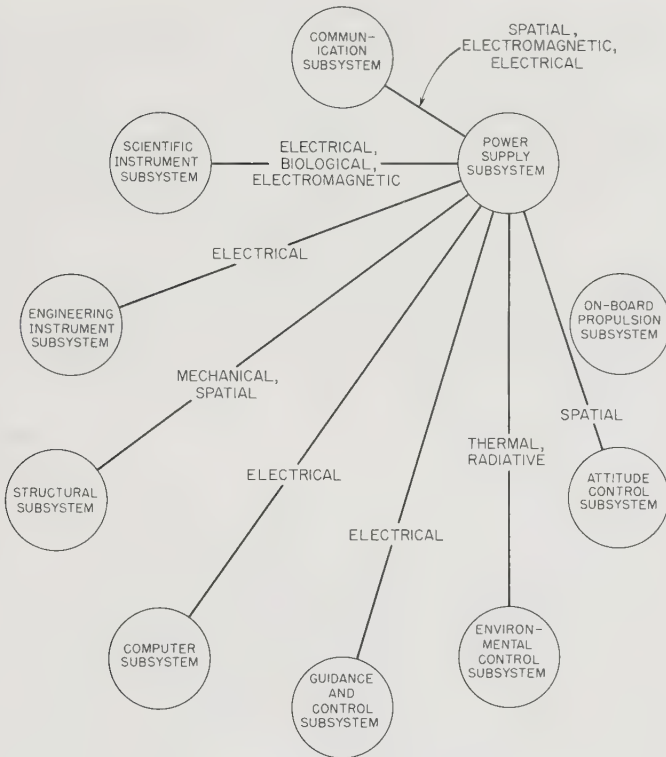 COMMUN-
ICATION
SUBSYSTEM
SPATIAL,
ELECTROMAGNETIC,
ELECTRICAL
SCIENTIFIC
INSTRUMENT
SUBSYSTEM
ELECTRICAL,
BIOLOGICAL,
ELECTROMAGNETIC
POWER
SUPPLY
SUBSYSTEM
ELECTRICAL
ENGINEERING
INSTRUMENT
SUBSYSTEM
ON-BOARD
PROPULSION
SUBSYSTEM
MECHANICAL,
SPATIAL
SPATIAL
STRUCTURAL
SUBSYSTEM
ELECTRICAL
THERMAL,
RADIATIVE
ATTITUDE
CONTROL
SUBSYSTEM
ELECTRICAL
COMPUTER
SUBSYSTEM
GUIDANCE AND
CONTROL
SUBSYSTEM
ENVIRON-
MENTAL
CONTROL
SUBSYSTEM